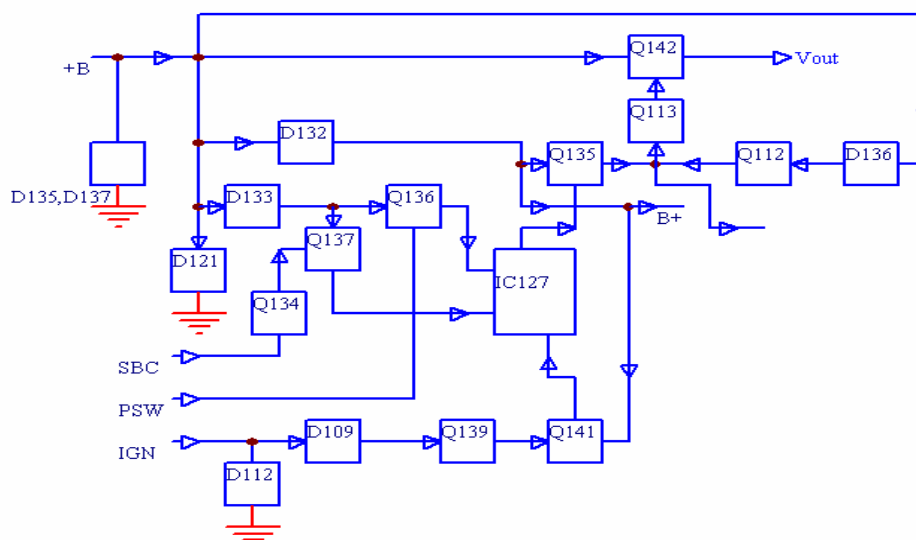 Q142
+B
Vout
Q113
D132
Q135
Q112
D136
D135,D137
D133
Q136
B+
Q137
D121
IC127
Q134
SBC
PSW
IGN
D109
Q139
Q141
D112